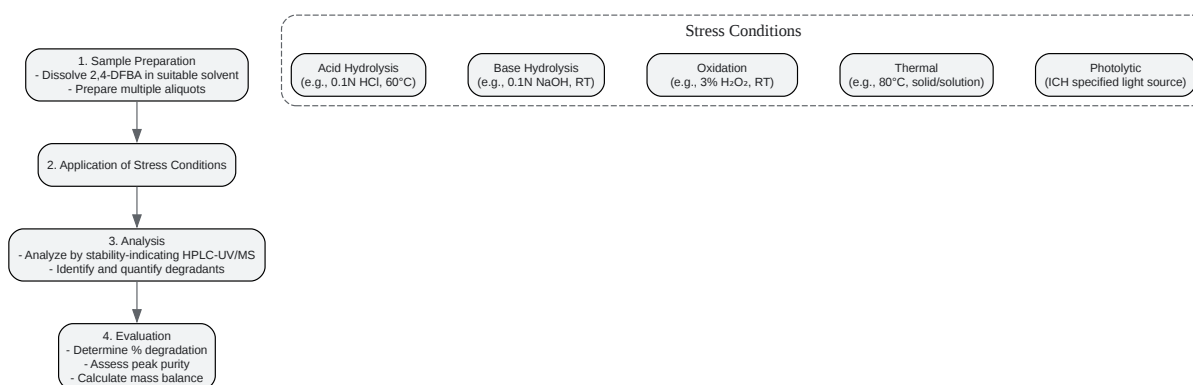 Stress Conditions
1. Sample Preparation
- Dissolve 2,4-DFBA in suitable solvent
- Prepare multiple aliquots
Acid Hydrolysis
(e.g., 0.1N HCl, 60°C)
Base Hydrolysis
(e.g., 0.1N NaOH, RT)
Oxidation
(e.g., 3% H₂O₂, RT)
Thermal
(e.g., 80°C, solid/solution)
Photolytic
(ICH specified light source)
2. Application of Stress Conditions
3. Analysis
- Analyze by stability-indicating HPLC-UV/MS
- Identify and quantify degradants
4. Evaluation
- Determine % degradation
- Assess peak purity
- Calculate mass balance